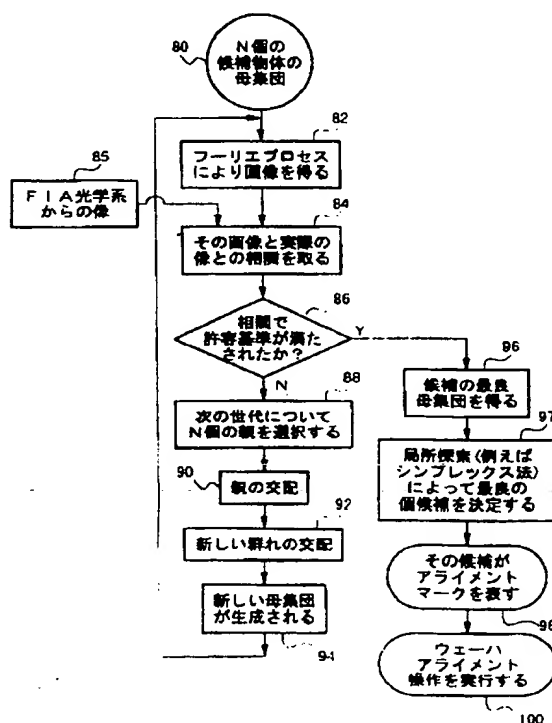 80
N個の
候補物体の
母集団
82
フーリエプロセス
により画像を得る
85
FIA光学系
からの像
84
その画像と実際の
像との相関を取る
86
相関で
許容基準が満た
されたか?
Y
N
88
次の世代について
N個の親を選択する
90
親の交配
92
新しい群れの交配
新しい母集団
が生成される
94
96
候補の最良
母集団を得る
97
局所探索(例えば
シンプレックス法)
によって最良の
個候補を決定する
その候補が
アライメント
マークを表す
98
ウェーハ
アライメント
操作を実行する
100